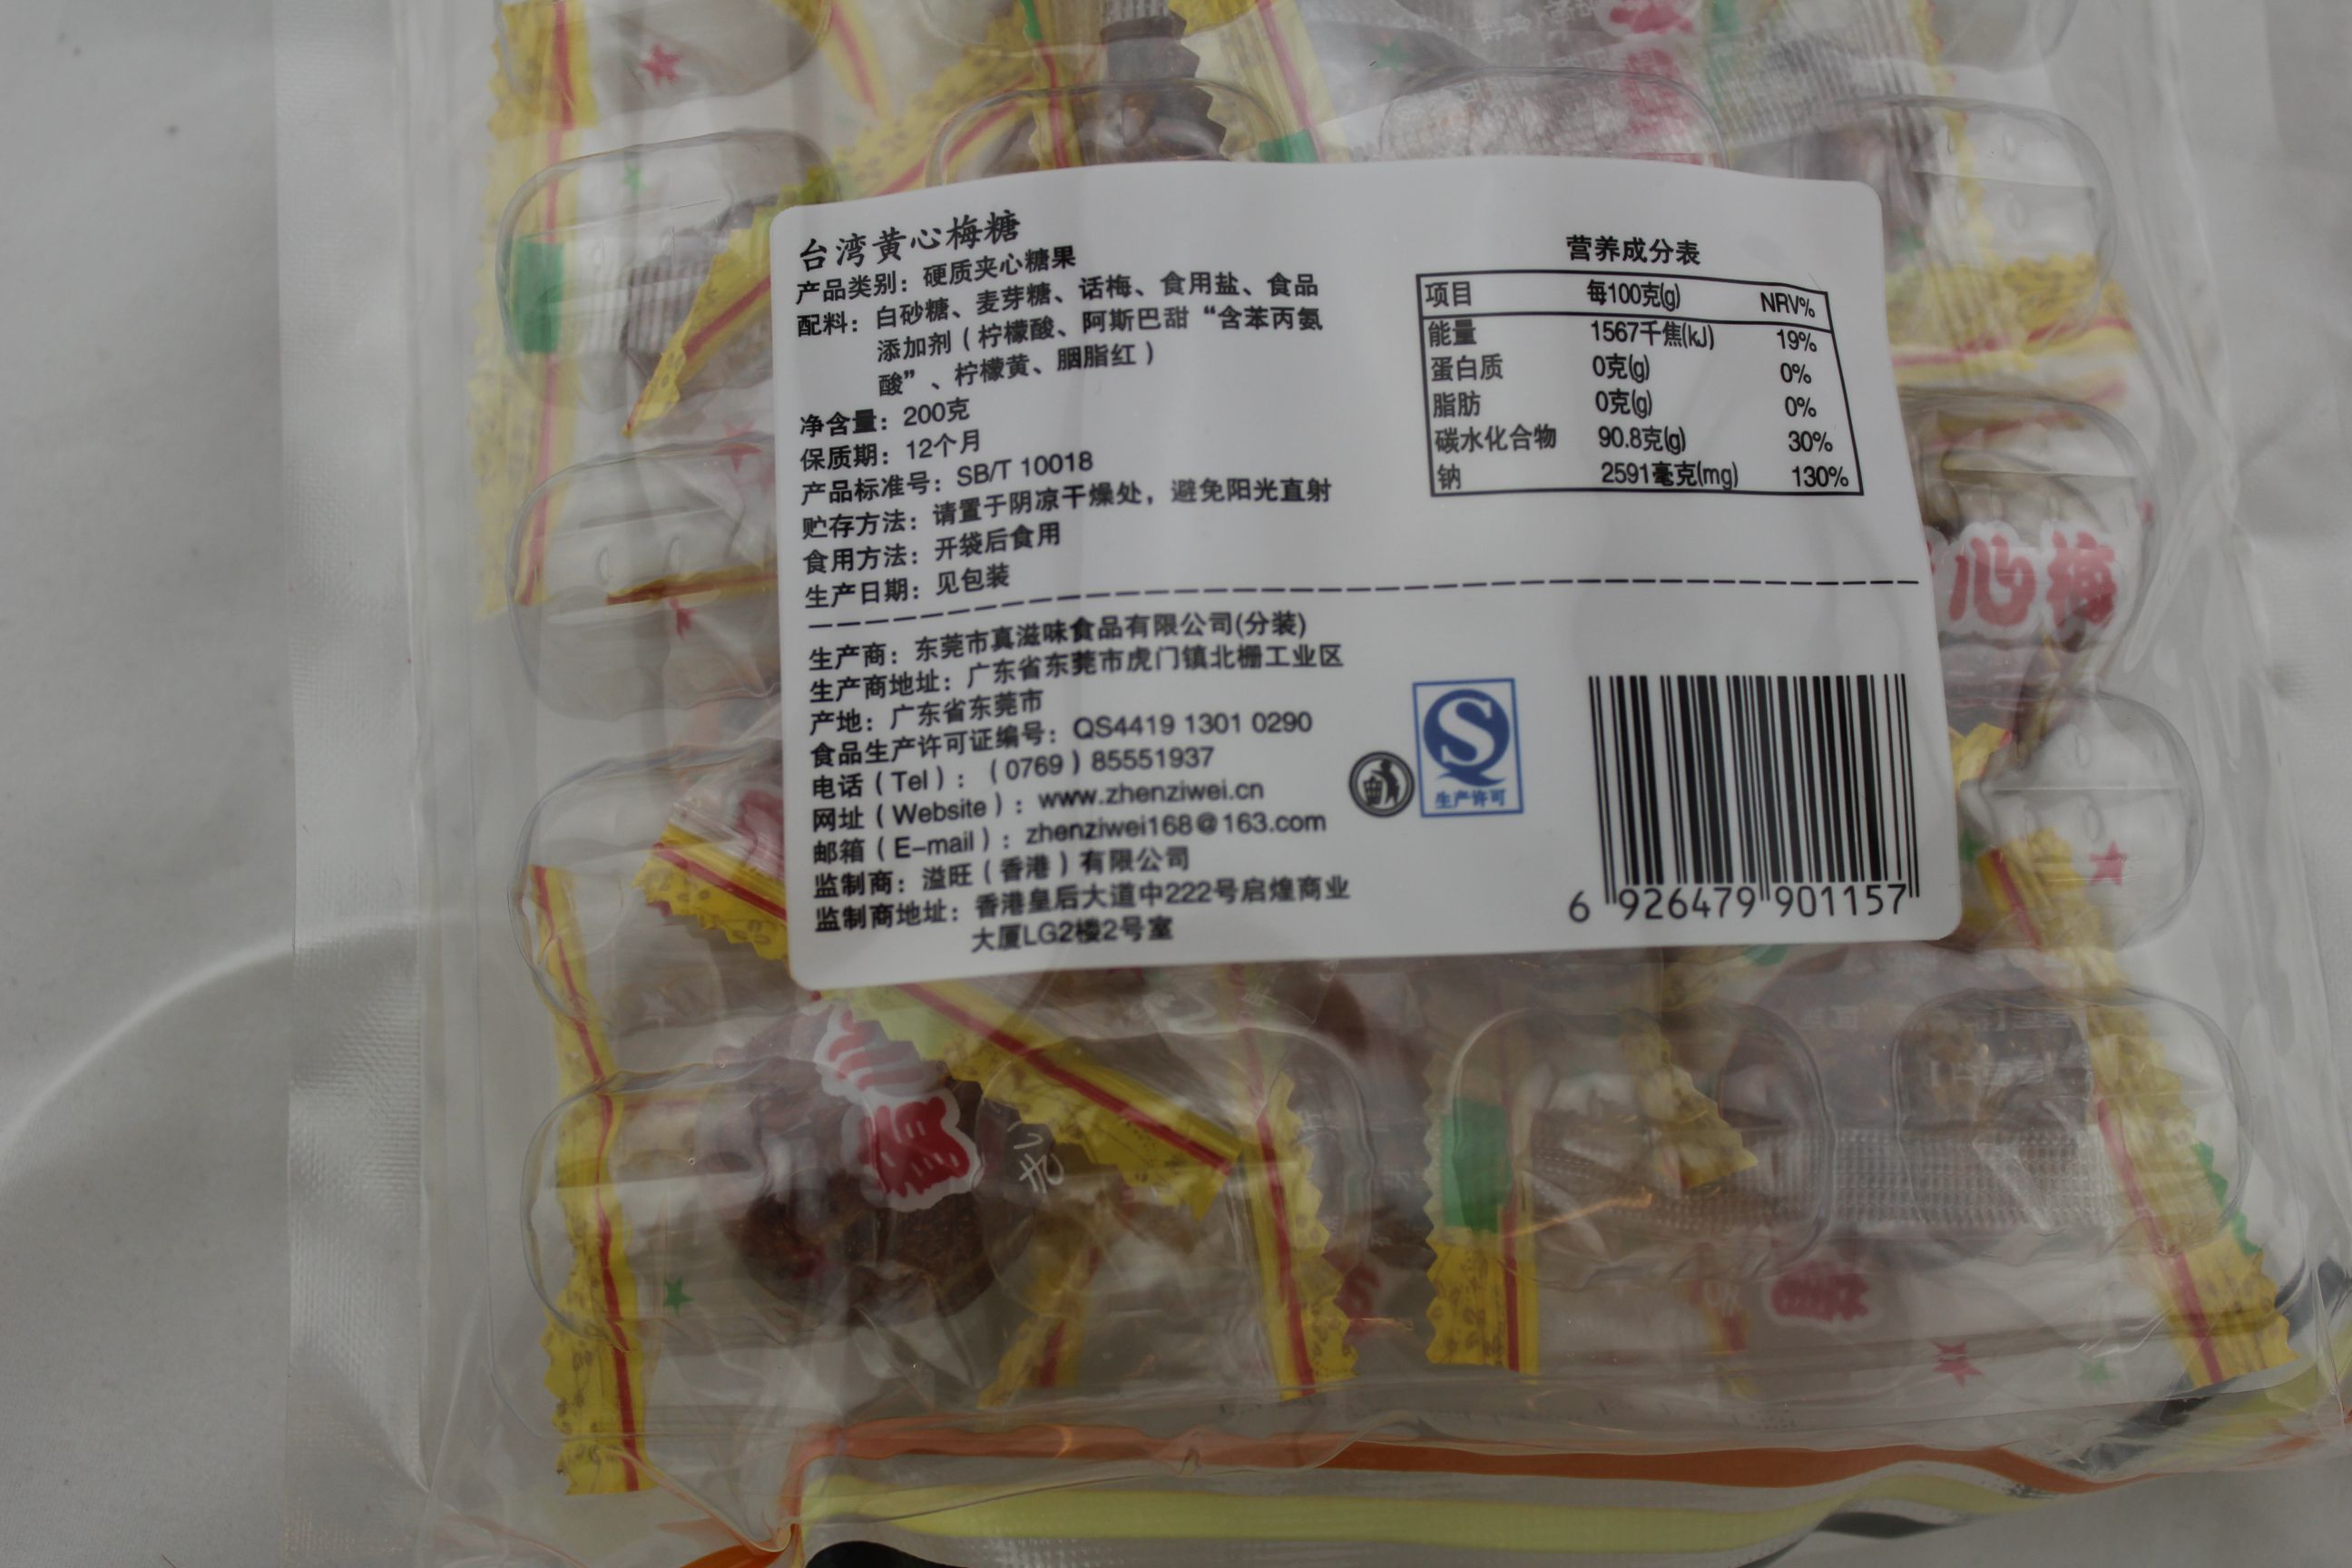 台湾黄心梅糖
产品类别：硬质夹心糖果
配料：白砂糖、麦芽糖、话梅、食用盐、食品
添加剂（柠檬酸、阿斯巴甜“含苯丙氨
酸”、柠檬黄、胭脂红）
净含量：200克
保质期：12个月
产品标准号：SB/T 10018
贮存方法：请置于阴凉干燥处，避免阳光直射
食用方法：开袋后食用
生产日期：见包装
营养成分表
项目 每100克(g) NRV%
能量 1567千焦(kJ) 19%
蛋白质 0克(g) 0%
脂肪 0克(g) 0%
碳水化合物 90.8克(g) 30%
钠 2591毫克(mg) 130%
生产商：东莞市真滋味食品有限公司(分装)
生产商地址：广东省东莞市虎门镇北栅工业区
产地：广东省东莞市
食品生产许可证编号：QS4419 1301 0290
电话（Tel）：（0769）85551937
网址（Website）：www.zhenziwei.cn
邮箱（E-mail）：zhenziwei168@163.com
监制商：溢旺（香港）有限公司
监制商地址：香港皇后大道中222号启煌商业
大厦LG2楼2号室
生产许可
6 926479 901157
心梅